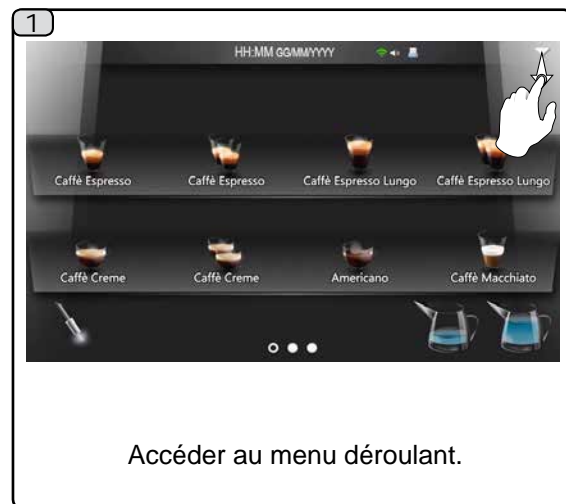 1
HH:MM GG/MM/YYYY
Caffè Espresso Caffè Espresso Caffè Espresso Lungo Caffè Espresso Lungo
Caffè Creme Caffè Creme Americano Caffè Macchiato
Accéder au menu déroulant.